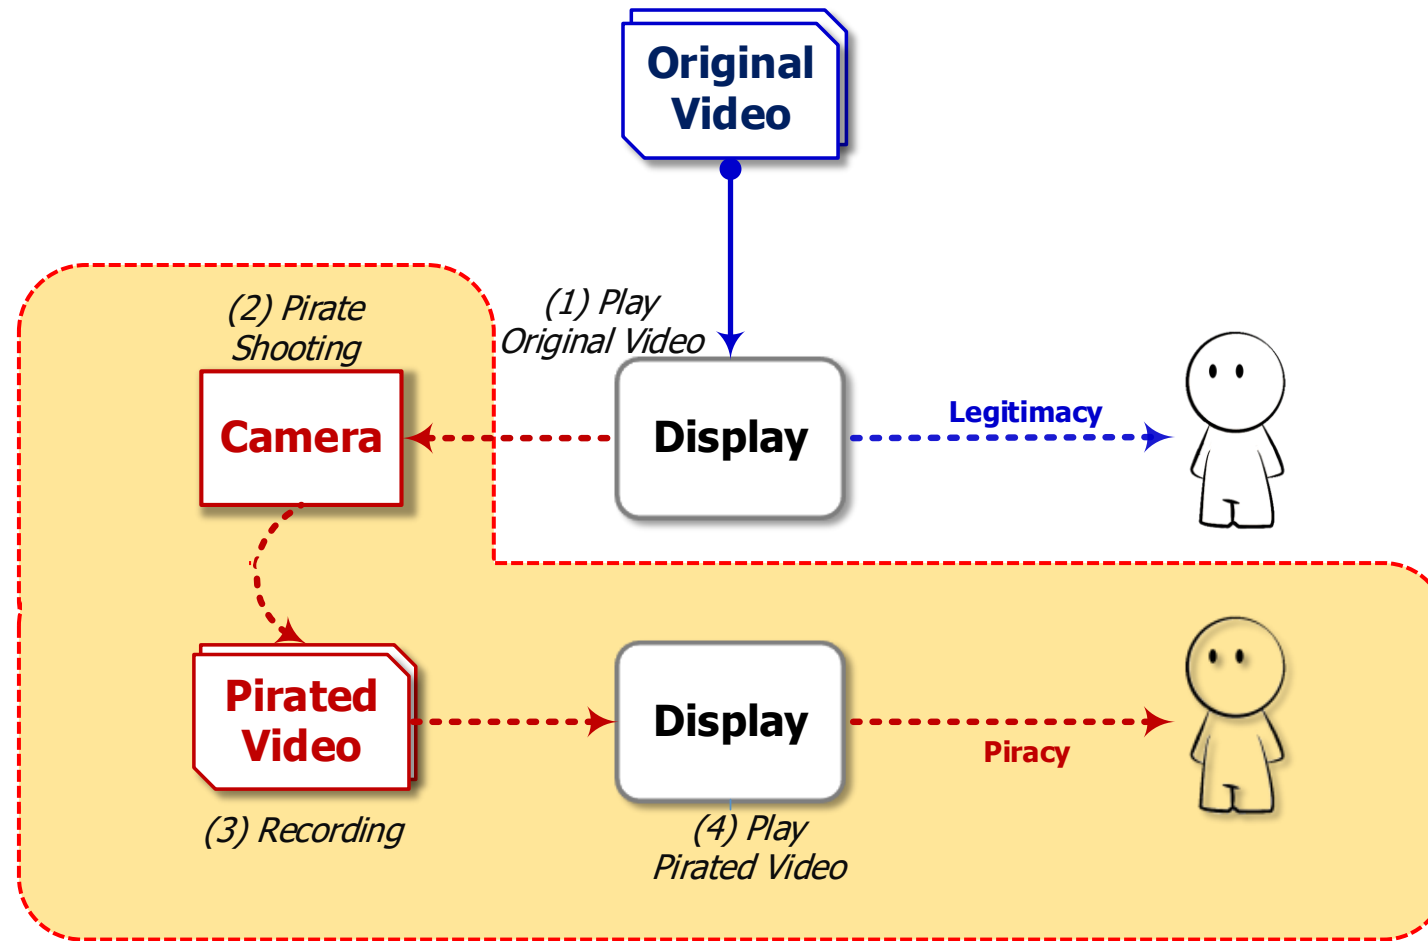 Original
Video
(1) Play
Original Video
(2) Pirate
Shooting
Camera
Display
Legitimacy
Pirated
Video
(3) Recording
Display
(4) Play
Pirated Video
Piracy